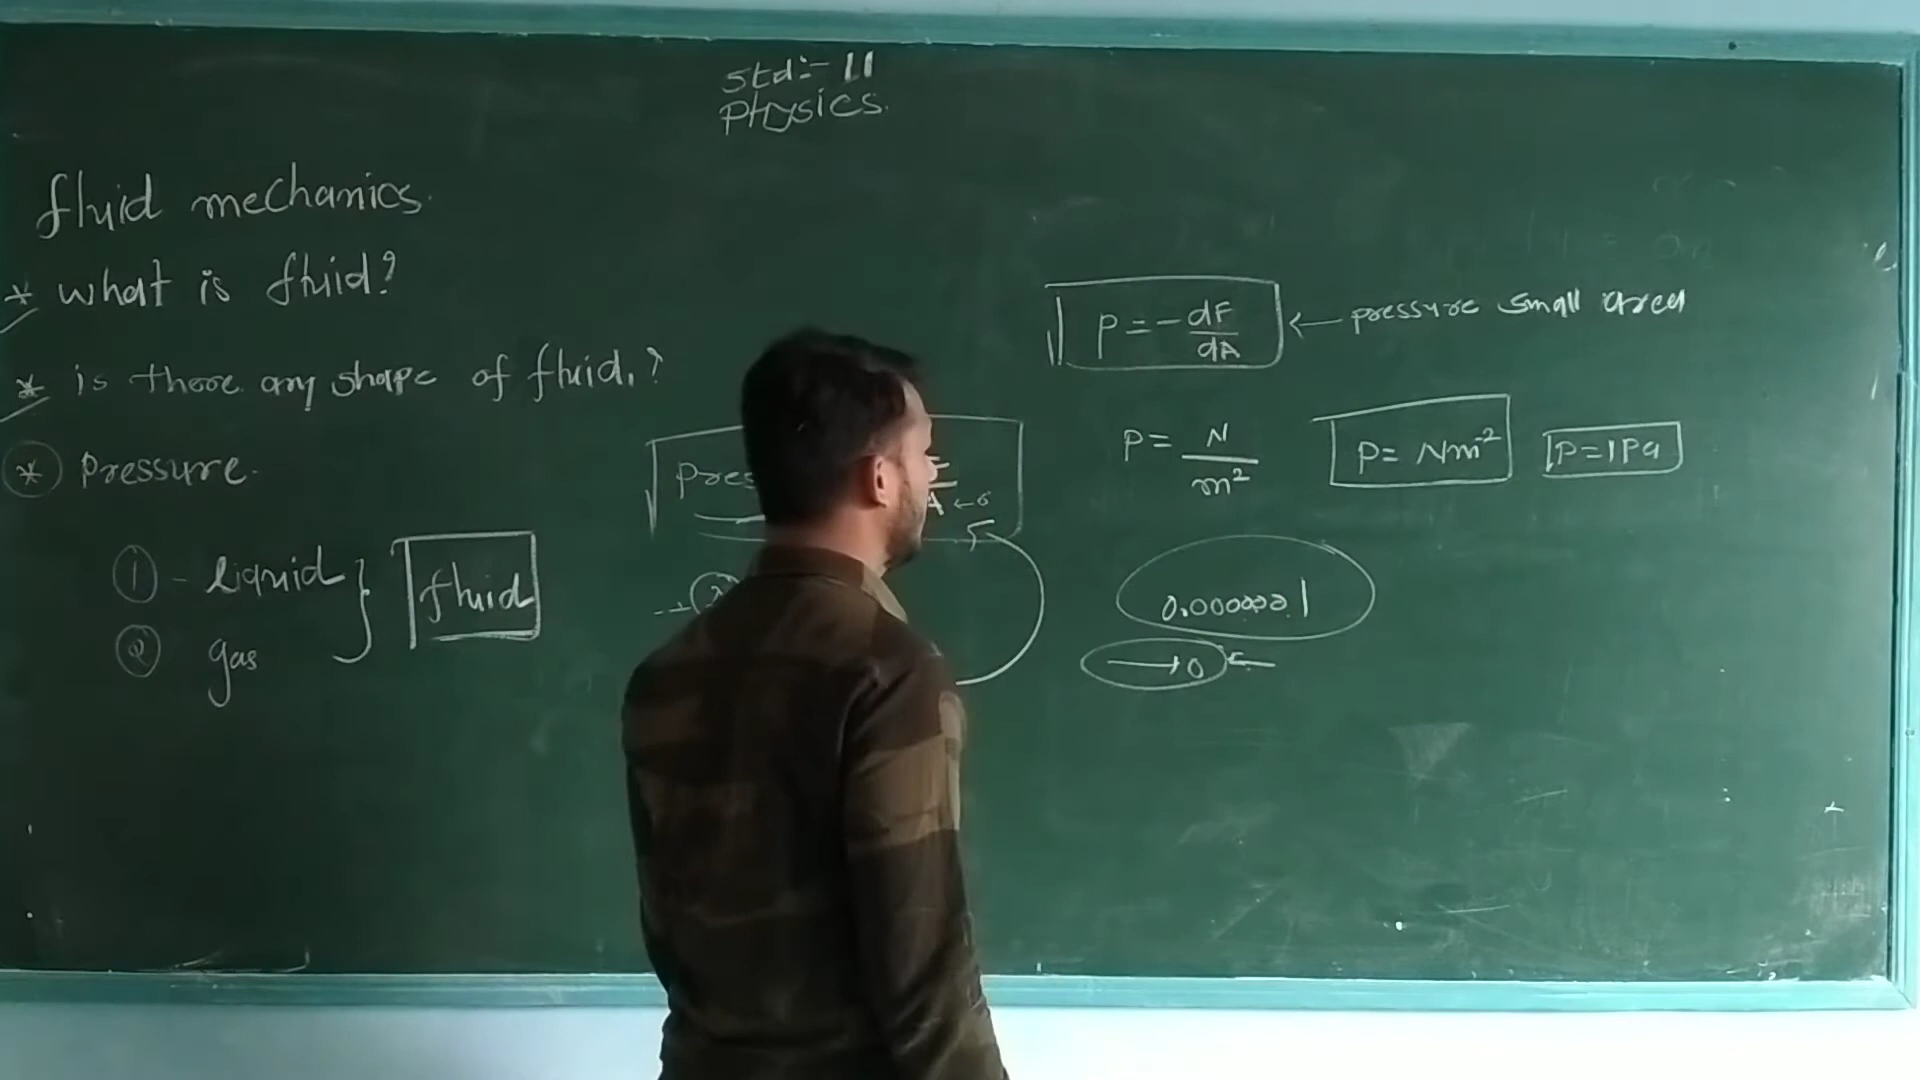 Std:- 11
Physics.
fluid mechanics.
* what is fluid?
* is there any shape of fluid.?
* Pressure.
1 - Liquid } fluid
2 gas
P = - dF/dA ← pressure small area
P = N/m² P = Nm⁻² P=1Pa
0.0000001
→ 0 ←